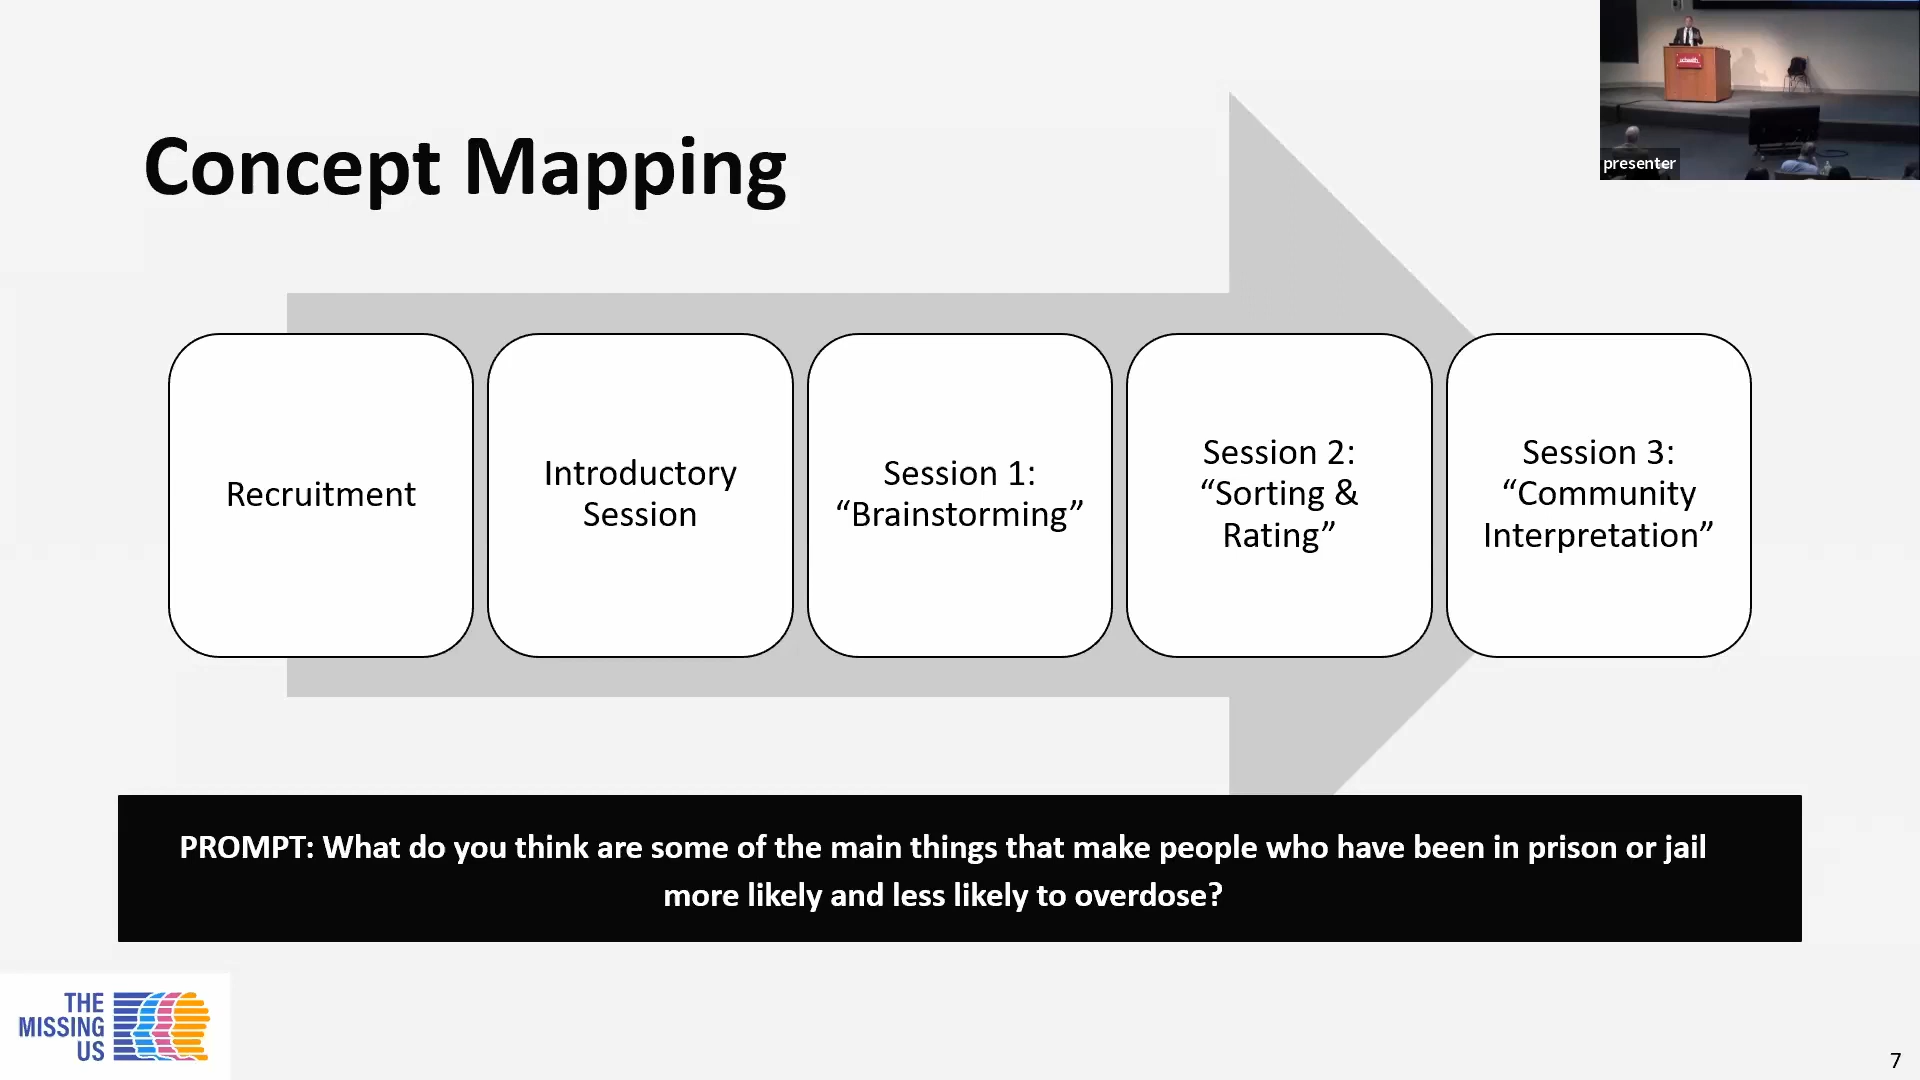 Concept Mapping
presenter
Recruitment
Introductory
Session
Session 1:
“Brainstorming”
Session 2:
“Sorting &
Rating”
Session 3:
“Community
Interpretation”
PROMPT: What do you think are some of the main things that make people who have been in prison or jail
more likely and less likely to overdose?
THE
MISSING
US
7